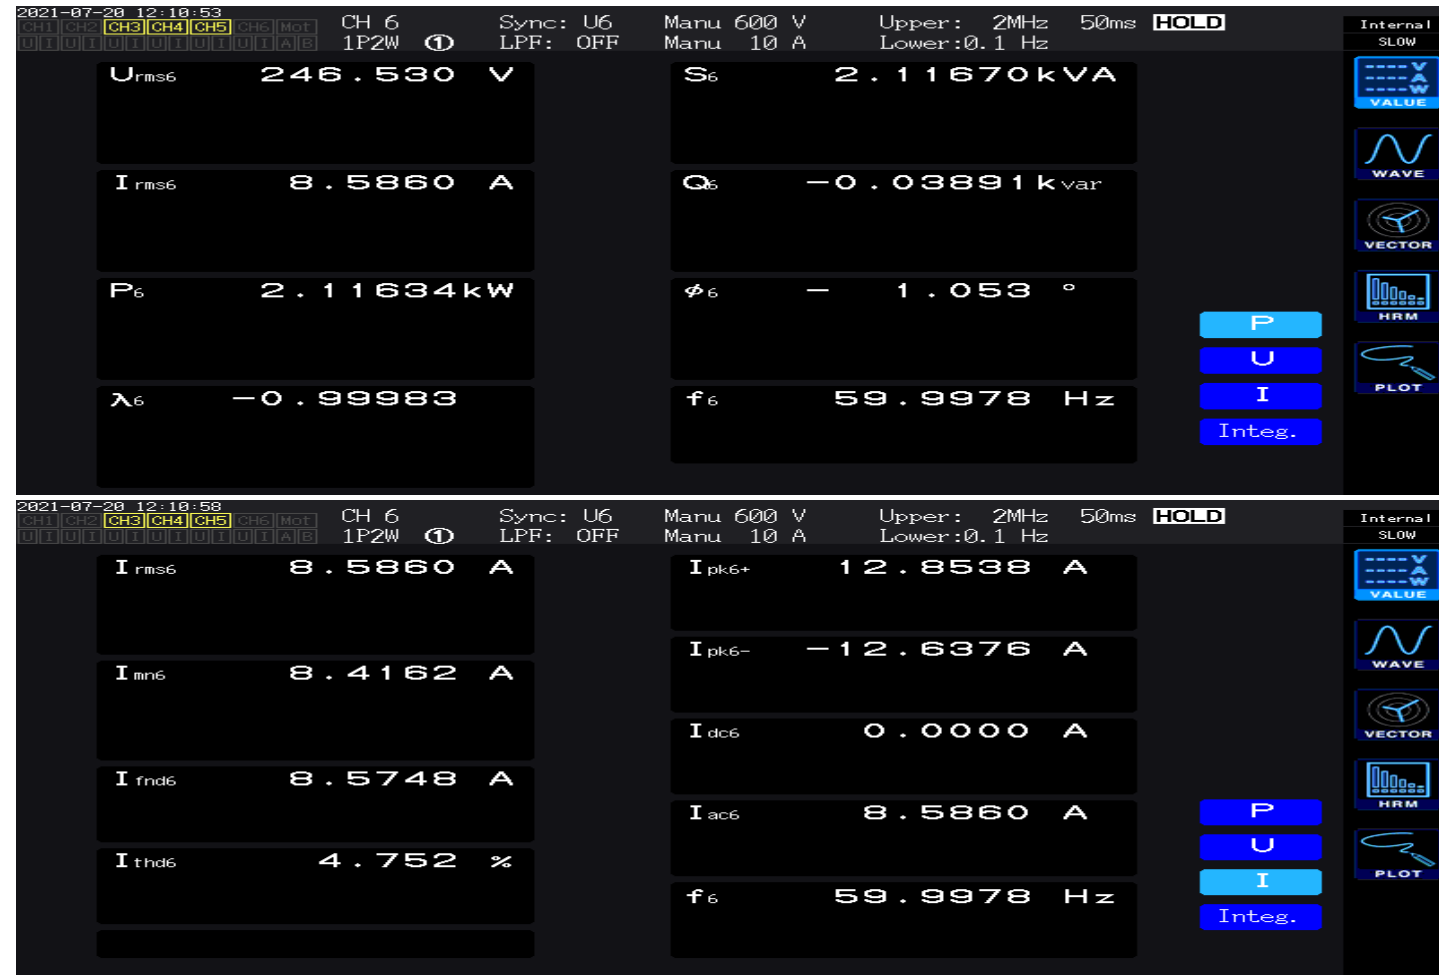 2021-07-20 12:10:53
CH1 CH2 CH3 CH4 CH5 CH6 Mot CH 6 Sync: U6 Manu 600 V Upper: 2MHz 50ms HOLD Internal
U I U I U I U I U I U I A B 1P2W ① LPF: OFF Manu 10 A Lower:0.1 Hz SLOW
Urms6 246.530 V S6 2.11670kVA
VALUE
Irms6 8.5860 A Q6 -0.03891kvar
WAVE
VECTOR
P6 2.11634kW φ6 - 1.053 °
HRM
P
U
λ6 -0.99983 f6 59.9978 Hz
I
PLOT
Integ.
2021-07-20 12:10:58
CH1 CH2 CH3 CH4 CH5 CH6 Mot CH 6 Sync: U6 Manu 600 V Upper: 2MHz 50ms HOLD Internal
U I U I U I U I U I U I A B 1P2W ① LPF: OFF Manu 10 A Lower:0.1 Hz SLOW
Irms6 8.5860 A Ipk6+ 12.8538 A
VALUE
Ipk6- -12.6376 A
WAVE
Imn6 8.4162 A
Idc6 0.0000 A
VECTOR
Ifnd6 8.5748 A
HRM
Iac6 8.5860 A
P
U
Ithd6 4.752 %
PLOT
I
f6 59.9978 Hz
Integ.